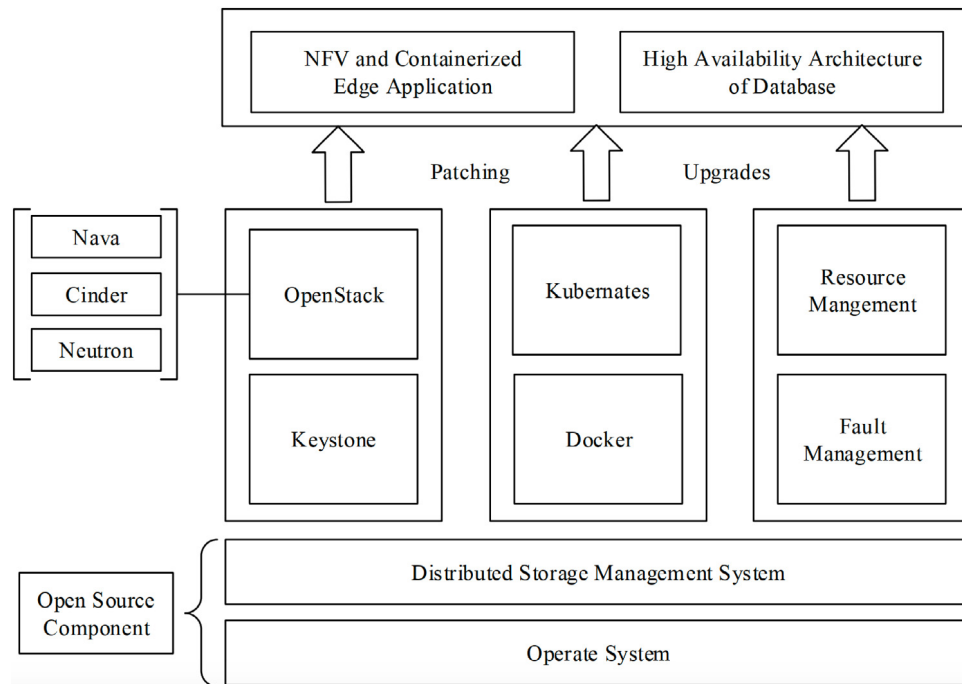 NFV and Containerized
Edge Application
High Availability Architecture
of Database
Patching
Upgrades
Nava
Cinder
Neutron
OpenStack
Keystone
Kubernates
Docker
Resource
Mangement
Fault
Management
Distributed Storage Management System
Open Source
Component
Operate System